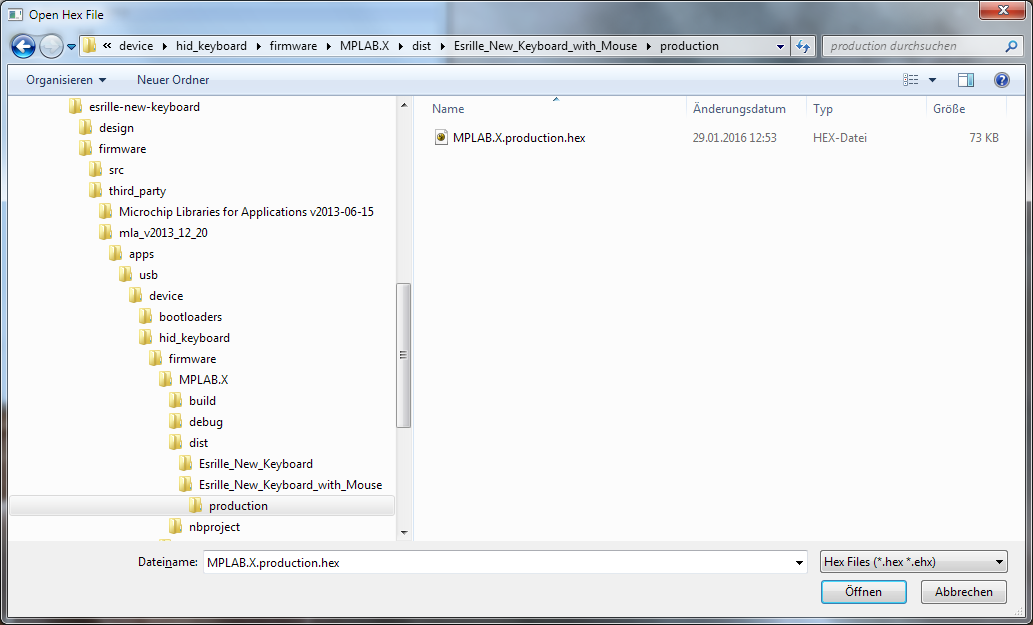 Open Hex File
« device hid_keyboard firmware MPLAB.X dist Esrille_New_Keyboard_with_Mouse production
production durchsuchen
Organisieren Neuer Ordner
esrille-new-keyboard
design
firmware
src
third_party
Microchip Libraries for Applications v2013-06-15
mla_v2013_12_20
apps
usb
device
bootloaders
hid_keyboard
firmware
MPLAB.X
build
debug
dist
Esrille_New_Keyboard
Esrille_New_Keyboard_with_Mouse
production
nbproject
Name Änderungsdatum Typ Größe
MPLAB.X.production.hex 29.01.2016 12:53 HEX-Datei 73 KB
Dateiname: MPLAB.X.production.hex
Hex Files (*.hex *.ehx)
Öffnen Abbrechen